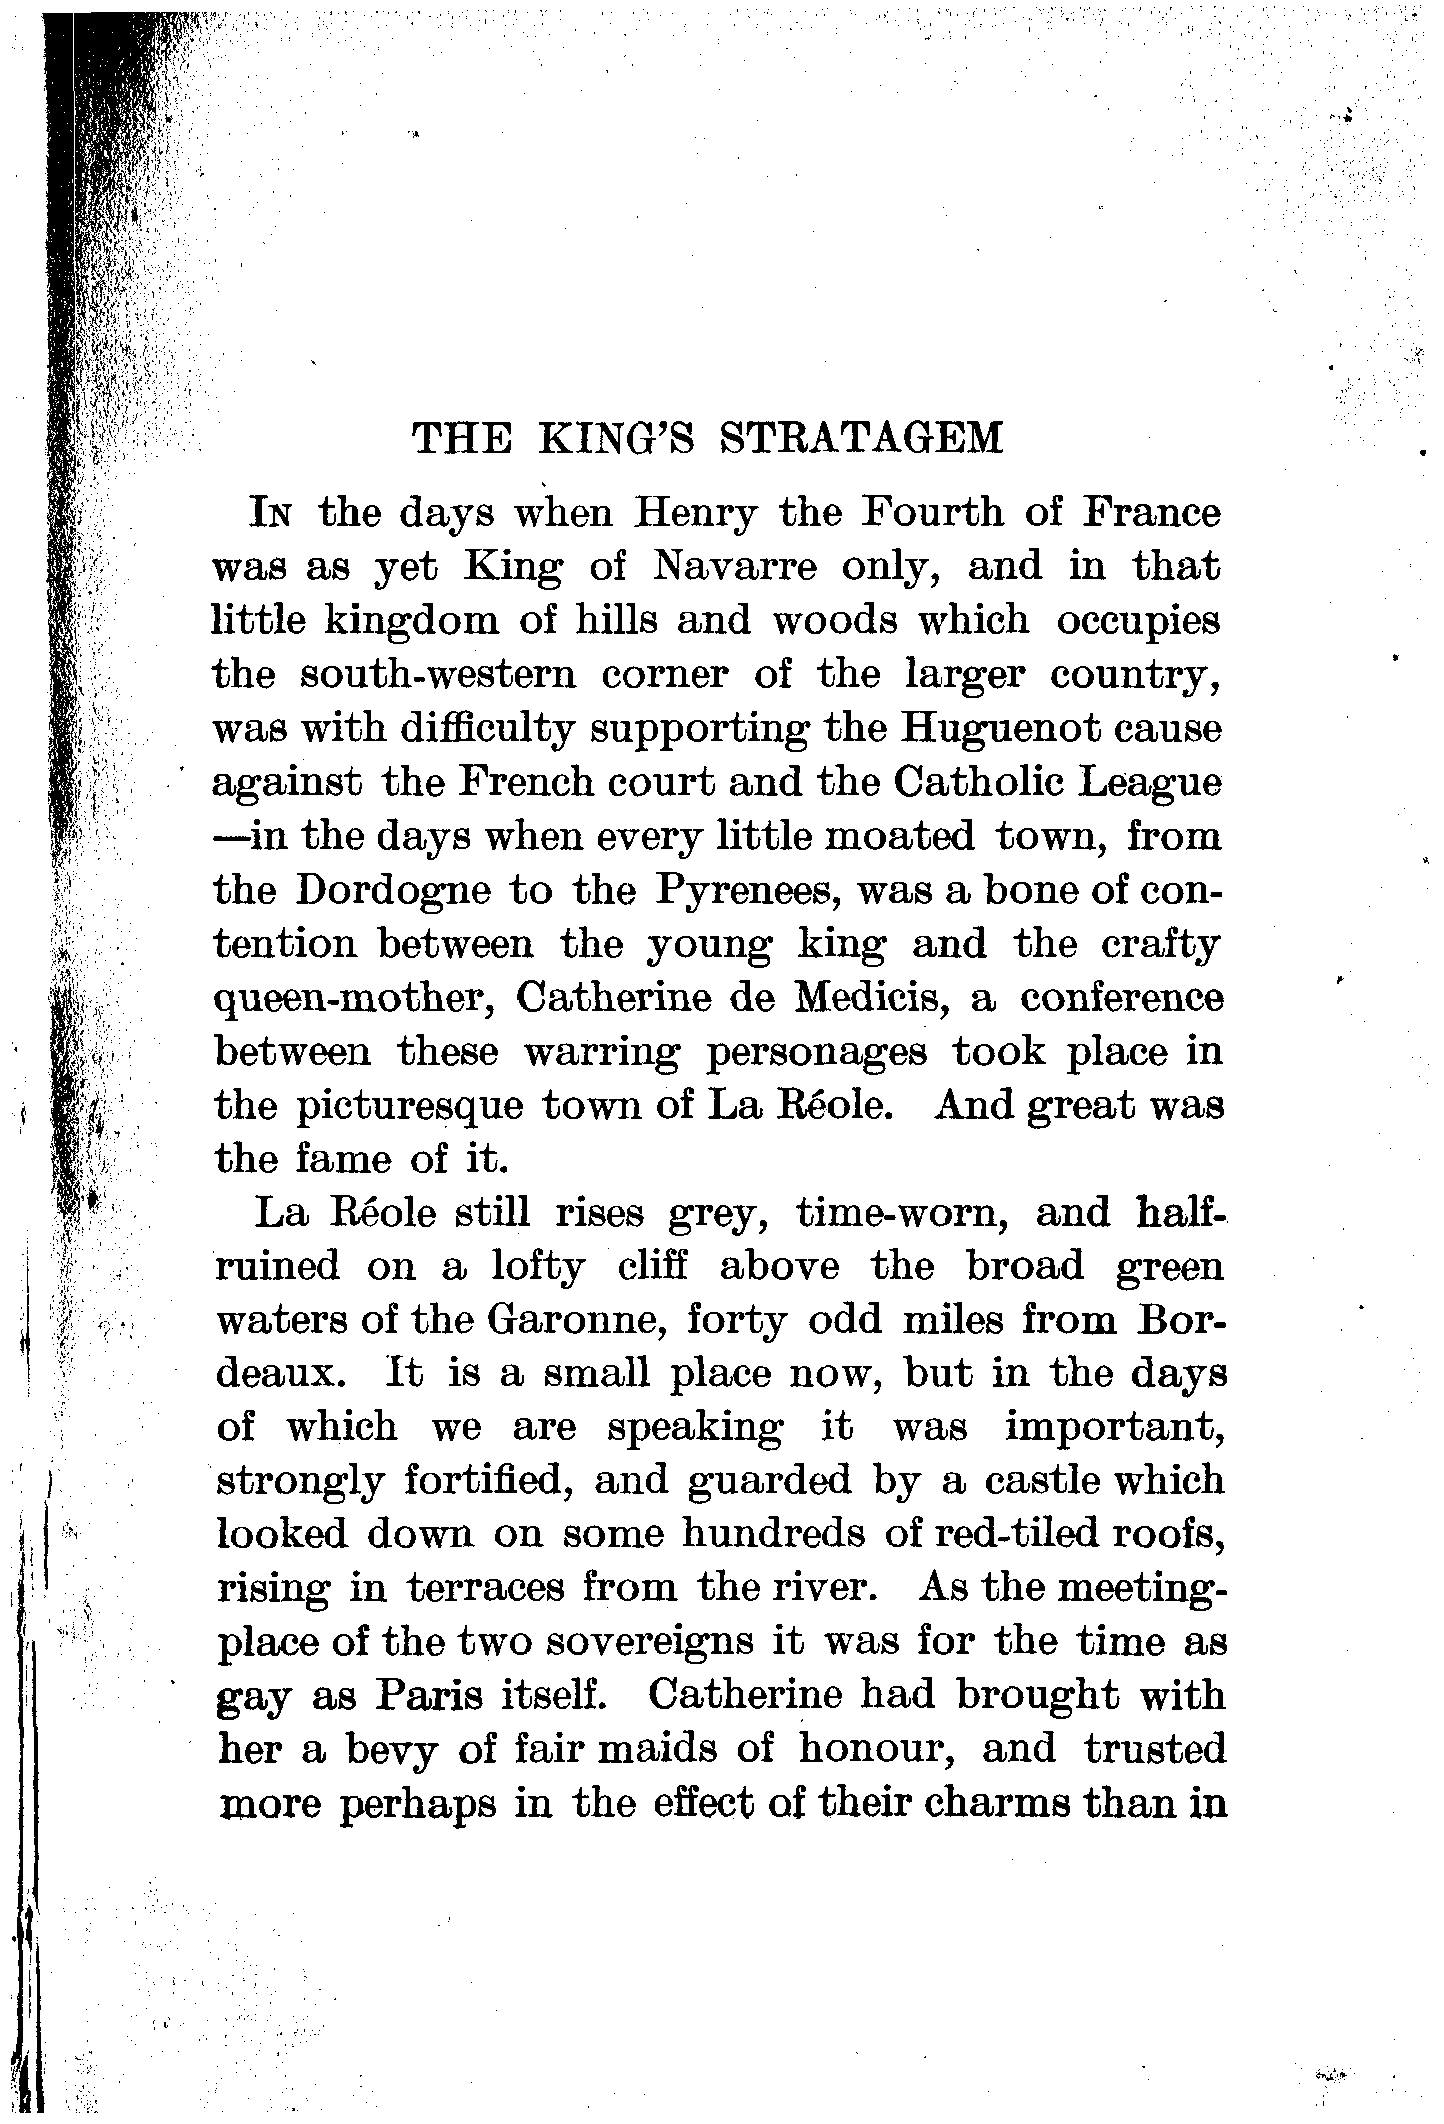 THE KING'S STRATAGEM
In the days when Henry the Fourth of France
was as yet King of Navarre only, and in that
little kingdom of hills and woods which occupies
the south-western corner of the larger country,
was with difficulty supporting the Huguenot cause
against the French court and the Catholic League
—in the days when every little moated town, from
the Dordogne to the Pyrenees, was a bone of con-
tention between the young king and the crafty
queen-mother, Catherine de Medicis, a conference
between these warring personages took place in
the picturesque town of La Réole. And great was
the fame of it.
La Réole still rises grey, time-worn, and half-
ruined on a lofty cliff above the broad green
waters of the Garonne, forty odd miles from Bor-
deaux. It is a small place now, but in the days
of which we are speaking it was important,
strongly fortified, and guarded by a castle which
looked down on some hundreds of red-tiled roofs,
rising in terraces from the river. As the meeting-
place of the two sovereigns it was for the time as
gay as Paris itself. Catherine had brought with
her a bevy of fair maids of honour, and trusted
more perhaps in the effect of their charms than in